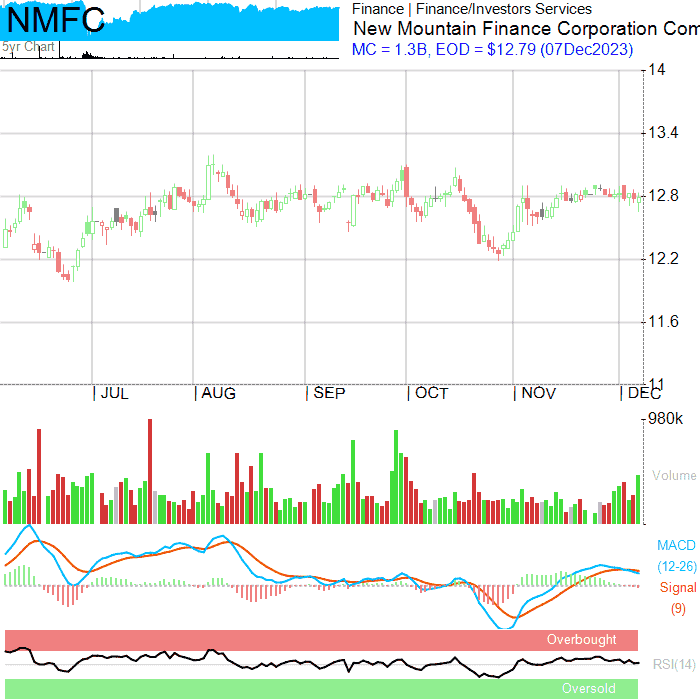 NMFC
5yr Chart
Finance | Finance/Investors Services
New Mountain Finance Corporation Com
MC = 1.3B, EOD = $12.79 (07Dec2023)
14
13.4
12.8
12.2
11.6
11
JUL
AUG
SEP
OCT
NOV
DEC
980k
Volume
MACD
(12-26)
Signal
(9)
Overbought
RSI(14)
Oversold